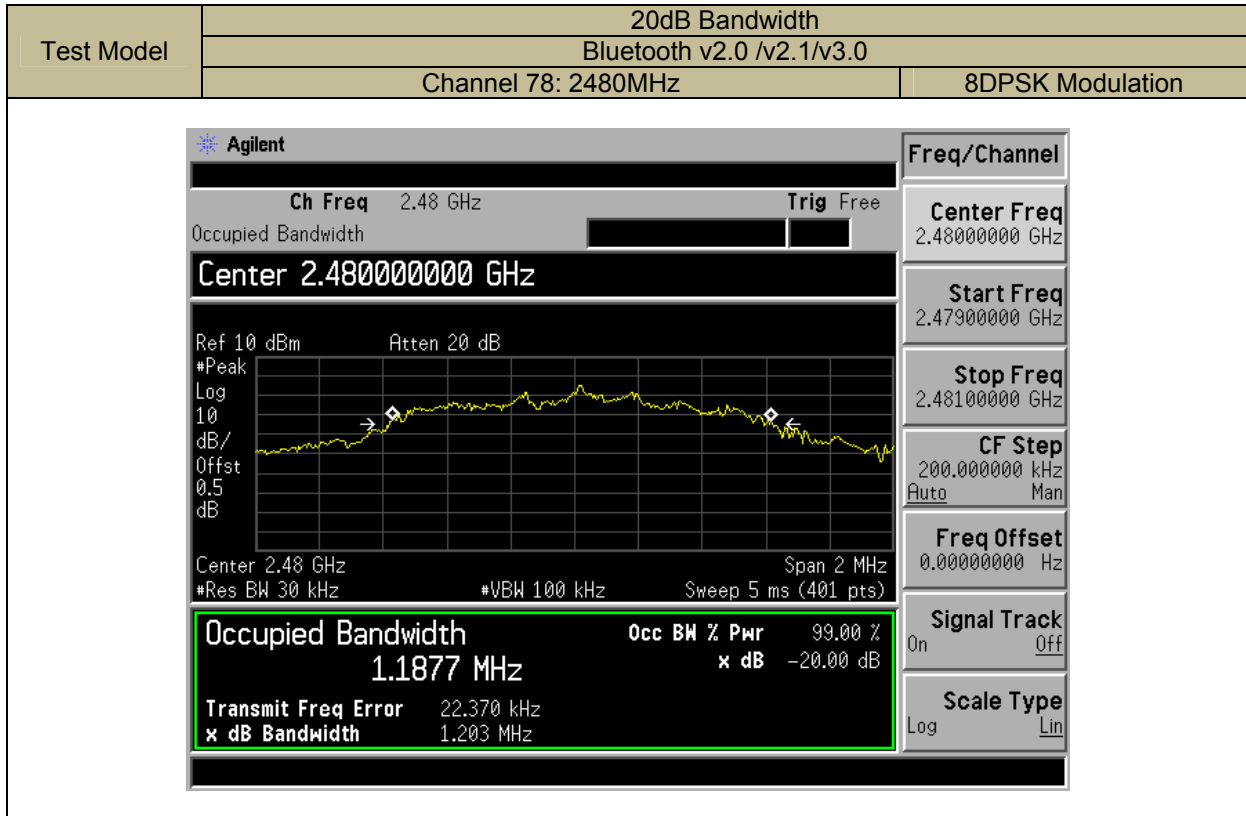 20dB Bandwidth
Test Model
Bluetooth v2.0 /v2.1/v3.0
Channel 78: 2480MHz
8DPSK Modulation
Agilent
Freq/Channel
Ch Freq 2.48 GHz Trig Free
Occupied Bandwidth
Center Freq
2.48000000 GHz
Center 2.480000000 GHz
Start Freq
2.47900000 GHz
Ref 10 dBm Atten 20 dB
#Peak
Log
10
dB/
Offst
0.5
dB
Stop Freq
2.48100000 GHz
CF Step
200.000000 kHz
Auto Man
Freq Offset
0.00000000 Hz
Center 2.48 GHz Span 2 MHz
#Res BW 30 kHz #VBW 100 kHz Sweep 5 ms (401 pts)
Occupied Bandwidth Occ BW % Pwr 99.00 %
1.1877 MHz x dB -20.00 dB
Signal Track
On Off
Transmit Freq Error 22.370 kHz
x dB Bandwidth 1.203 MHz
Scale Type
Log Lin